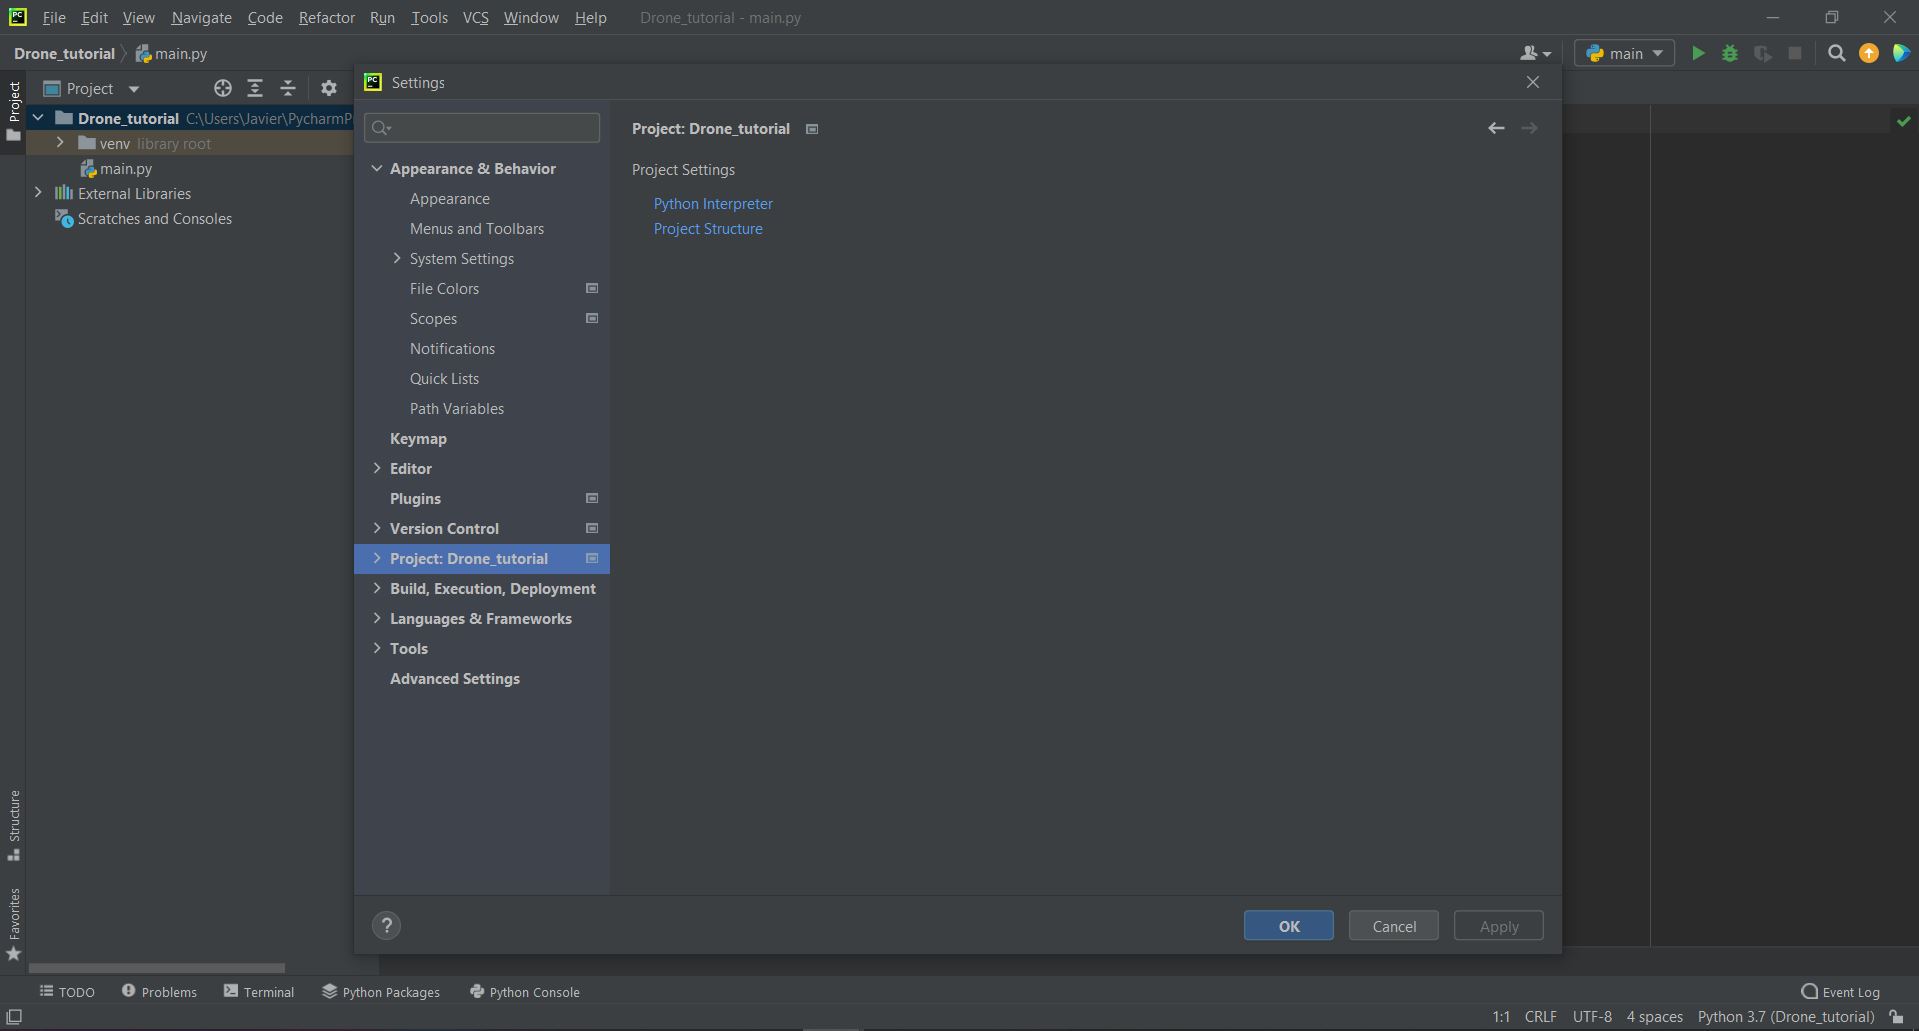 File Edit View Navigate Code Refactor Run Tools VCS Window Help Drone_tutorial - main.py
Drone_tutorial main.py main
Project
Project
Drone_tutorial C:\Users\Javier\PycharmP
venv library root
main.py
External Libraries
Scratches and Consoles
Structure
Favorites
Settings
Appearance & Behavior
Appearance
Menus and Toolbars
System Settings
File Colors
Scopes
Notifications
Quick Lists
Path Variables
Keymap
Editor
Plugins
Version Control
Project: Drone_tutorial
Build, Execution, Deployment
Languages & Frameworks
Tools
Advanced Settings
Project: Drone_tutorial
Project Settings
Python Interpreter
Project Structure
? OK Cancel Apply
TODO Problems Terminal Python Packages Python Console Event Log
1:1 CRLF UTF-8 4 spaces Python 3.7 (Drone_tutorial)